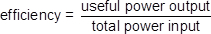 efficiency = useful power output
total power input